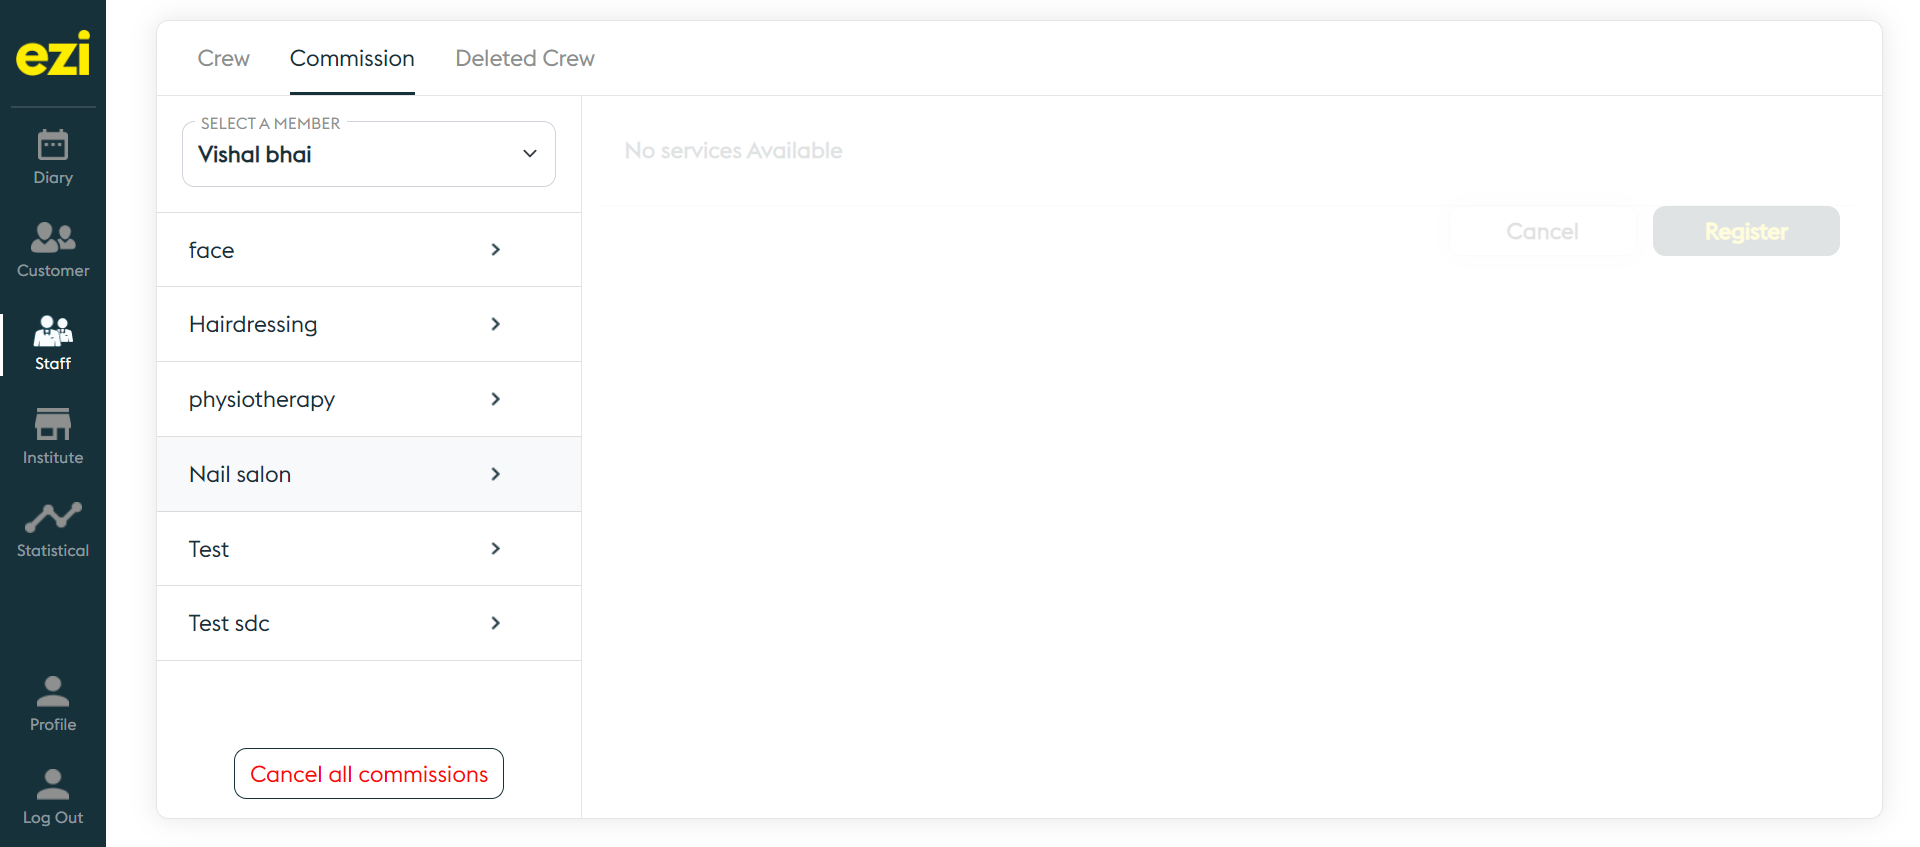 ezi
Diary
Customer
Staff
Institute
Statistical
Profile
Log Out
Crew Commission Deleted Crew
SELECT A MEMBER
Vishal bhai
face
Hairdressing
physiotherapy
Nail salon
Test
Test sdc
Cancel all commissions
No services Available
Cancel Register